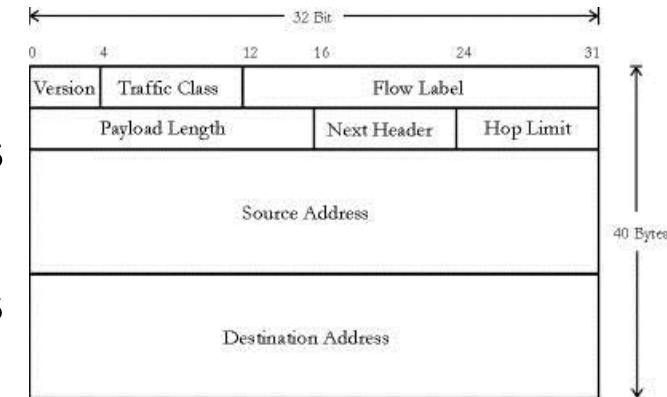 32 Bit
0 4 12 16 24 31
Version Traffic Class Flow Label
Payload Length Next Header Hop Limit
Source Address
40 Bytes
Destination Address